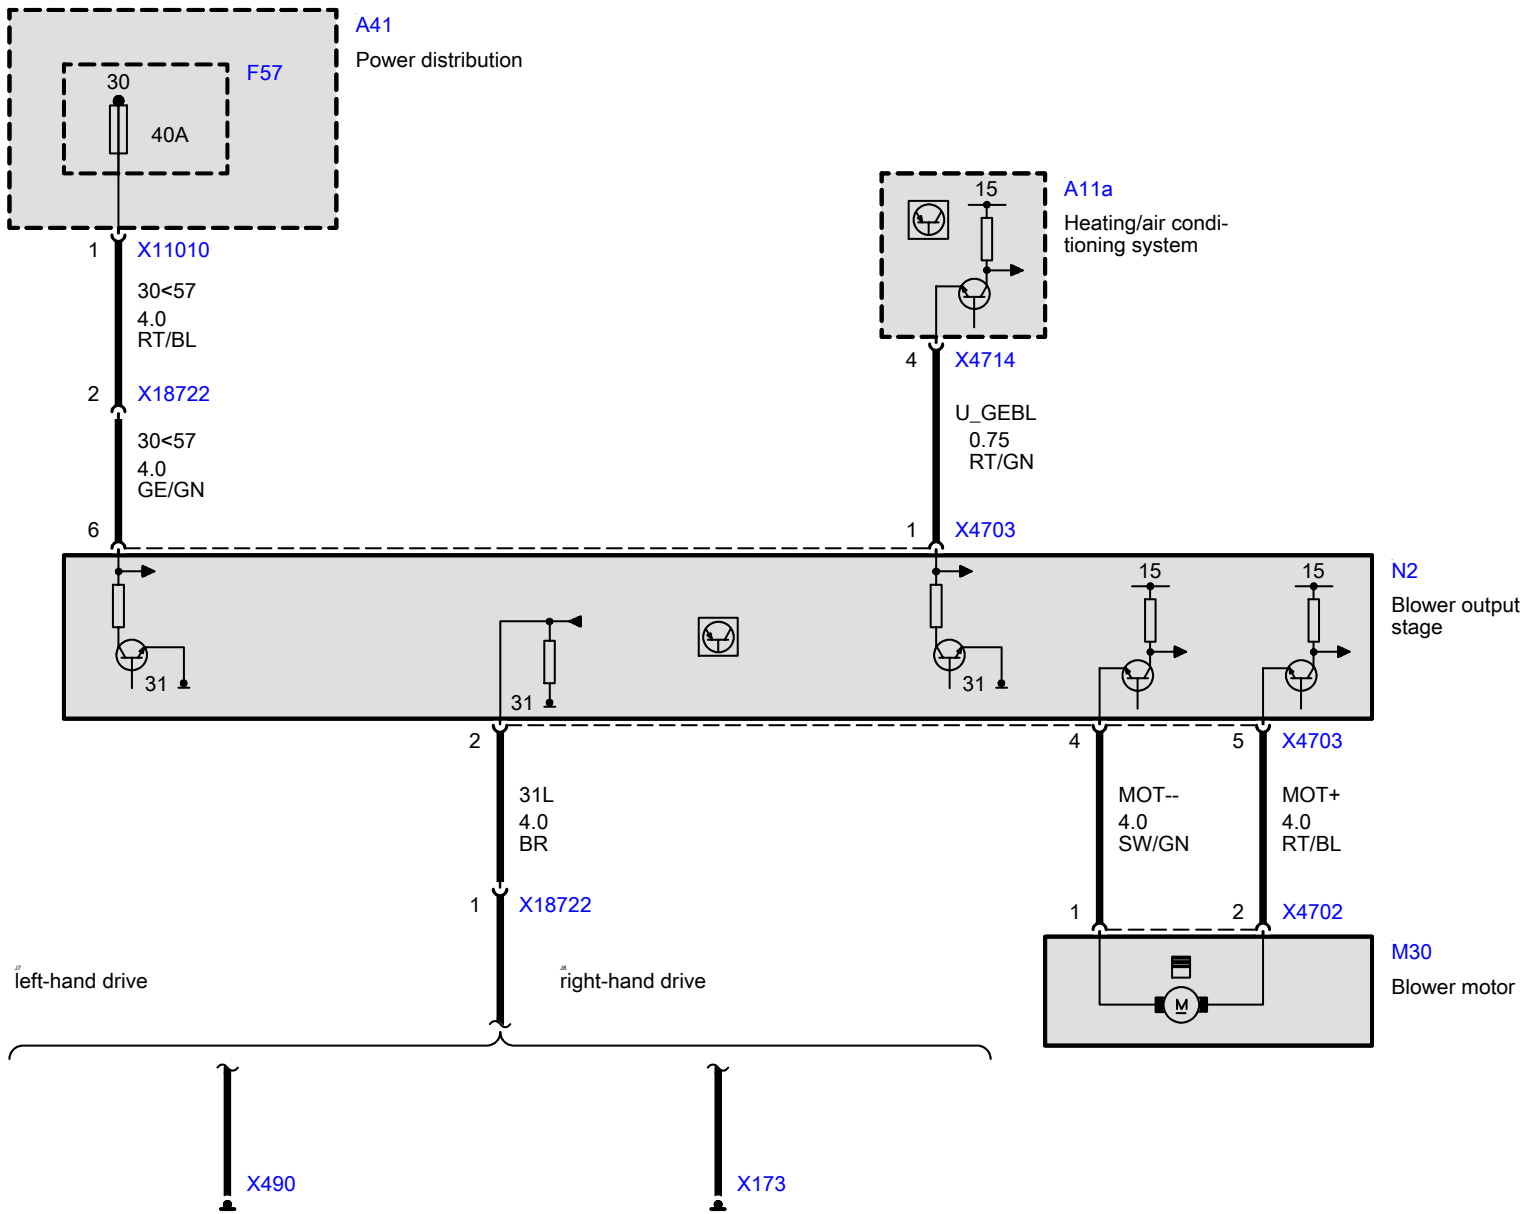 A41
Power distribution
F57
30
40A
1 X11010
30<57
4.0
RT/BL
2 X18722
30<57
4.0
GE/GN
6
A11a
Heating/air condi-
tioning system
15
4 X4714
U_GEBL
0.75
RT/GN
1 X4703
N2
Blower output
stage
15
15
31
31
31
2
4
5 X4703
31L
4.0
BR
MOT--
4.0
SW/GN
MOT+
4.0
RT/BL
1 X18722
1
2 X4702
M30
Blower motor
M
left-hand drive
right-hand drive
X490
X173